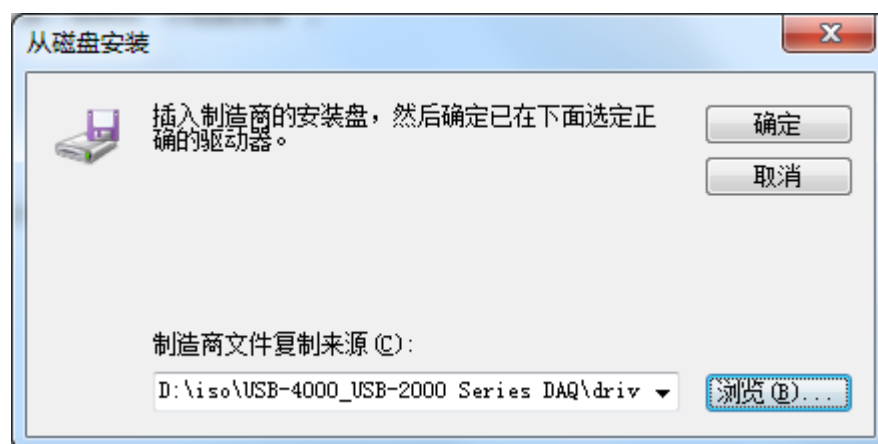 从磁盘安装
插入制造商的安装盘，然后确定已在下面选定正
确的驱动器。
确定
取消
制造商文件复制来源(C):
D:\iso\USB-4000_USB-2000 Series DAQ\driv
浏览(B)...